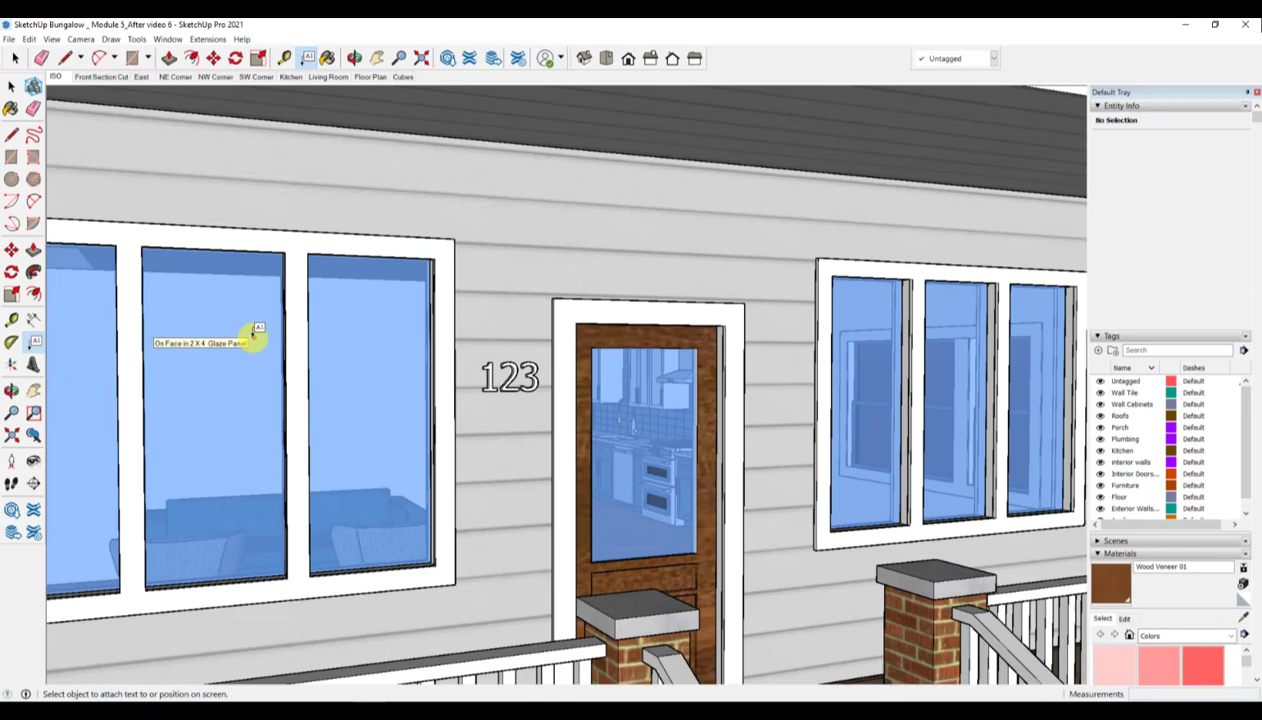 SketchUp Bungalow _ Module 5_After video 6 - SketchUp Pro 2021
File Edit View Camera Draw Tools Window Extensions Help
Untagged
ISO Front Section Cut East NE Corner NW Corner SW Corner Kitchen Living Room Floor Plan Cubes
Default Tray
Entity Info
No Selection
A1
On Face in 2 X 4 Glaze Panel
123
Tags
Search
Name Dashes
Untagged Default
Wall Tile Default
Wall Cabinets Default
Roofs Default
Porch Default
Plumbing Default
Kitchen Default
interior walls Default
Interior Doors... Default
Furniture Default
Floor Default
Exterior Walls... Default
Scenes
Materials
Wood Veneer 01
Select Edit
Colors
Select object to attach text to or position on screen.
Measurements